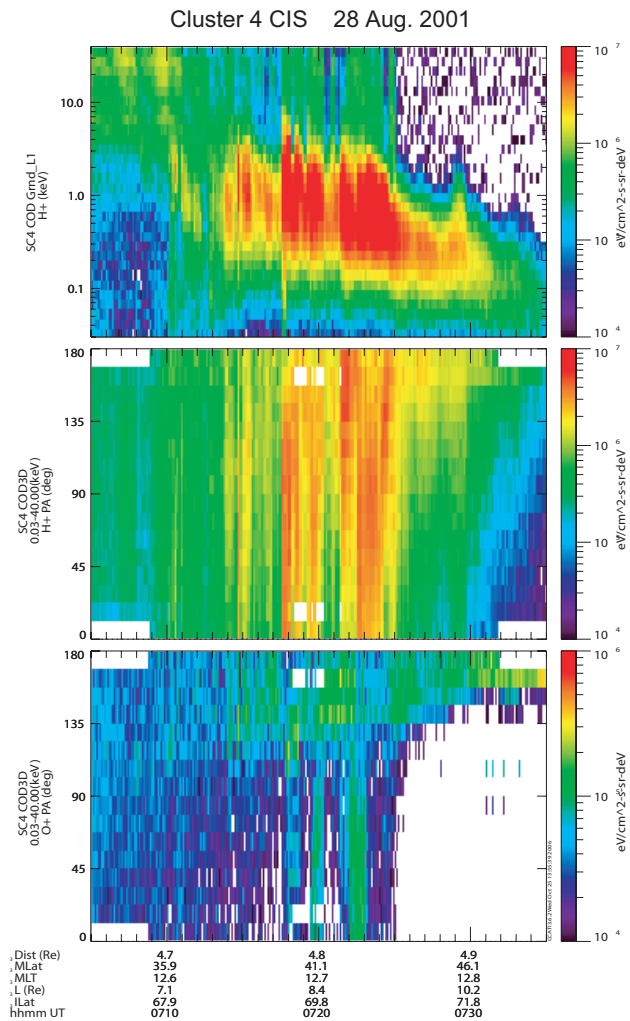 Cluster 4 CIS 28 Aug. 2001
SC4 COD Grnd_L1
H+ (keV)
10.0
1.0
0.1
10 7
10 6
10 5
10 4
eV/cm^2-s-sr-deV
SC4 COD3D
0.03-40.00(keV)
H+ PA (deg)
180
135
90
45
0
10 7
10 6
10 5
10 4
eV/cm^2-s-sr-deV
SC4 COD3D
0.03-40.00(keV)
O+ PA (deg)
180
135
90
45
0
10 6
10 5
10 4
eV/cm^2-s-sr-deV
Dist (Re) 4.7 4.8 4.9
MLat 35.9 41.1 46.1
MLT 12.6 12.7 12.8
L (Re) 7.1 8.4 10.2
ILat 67.9 69.8 71.8
hhmm UT 0710 0720 0730